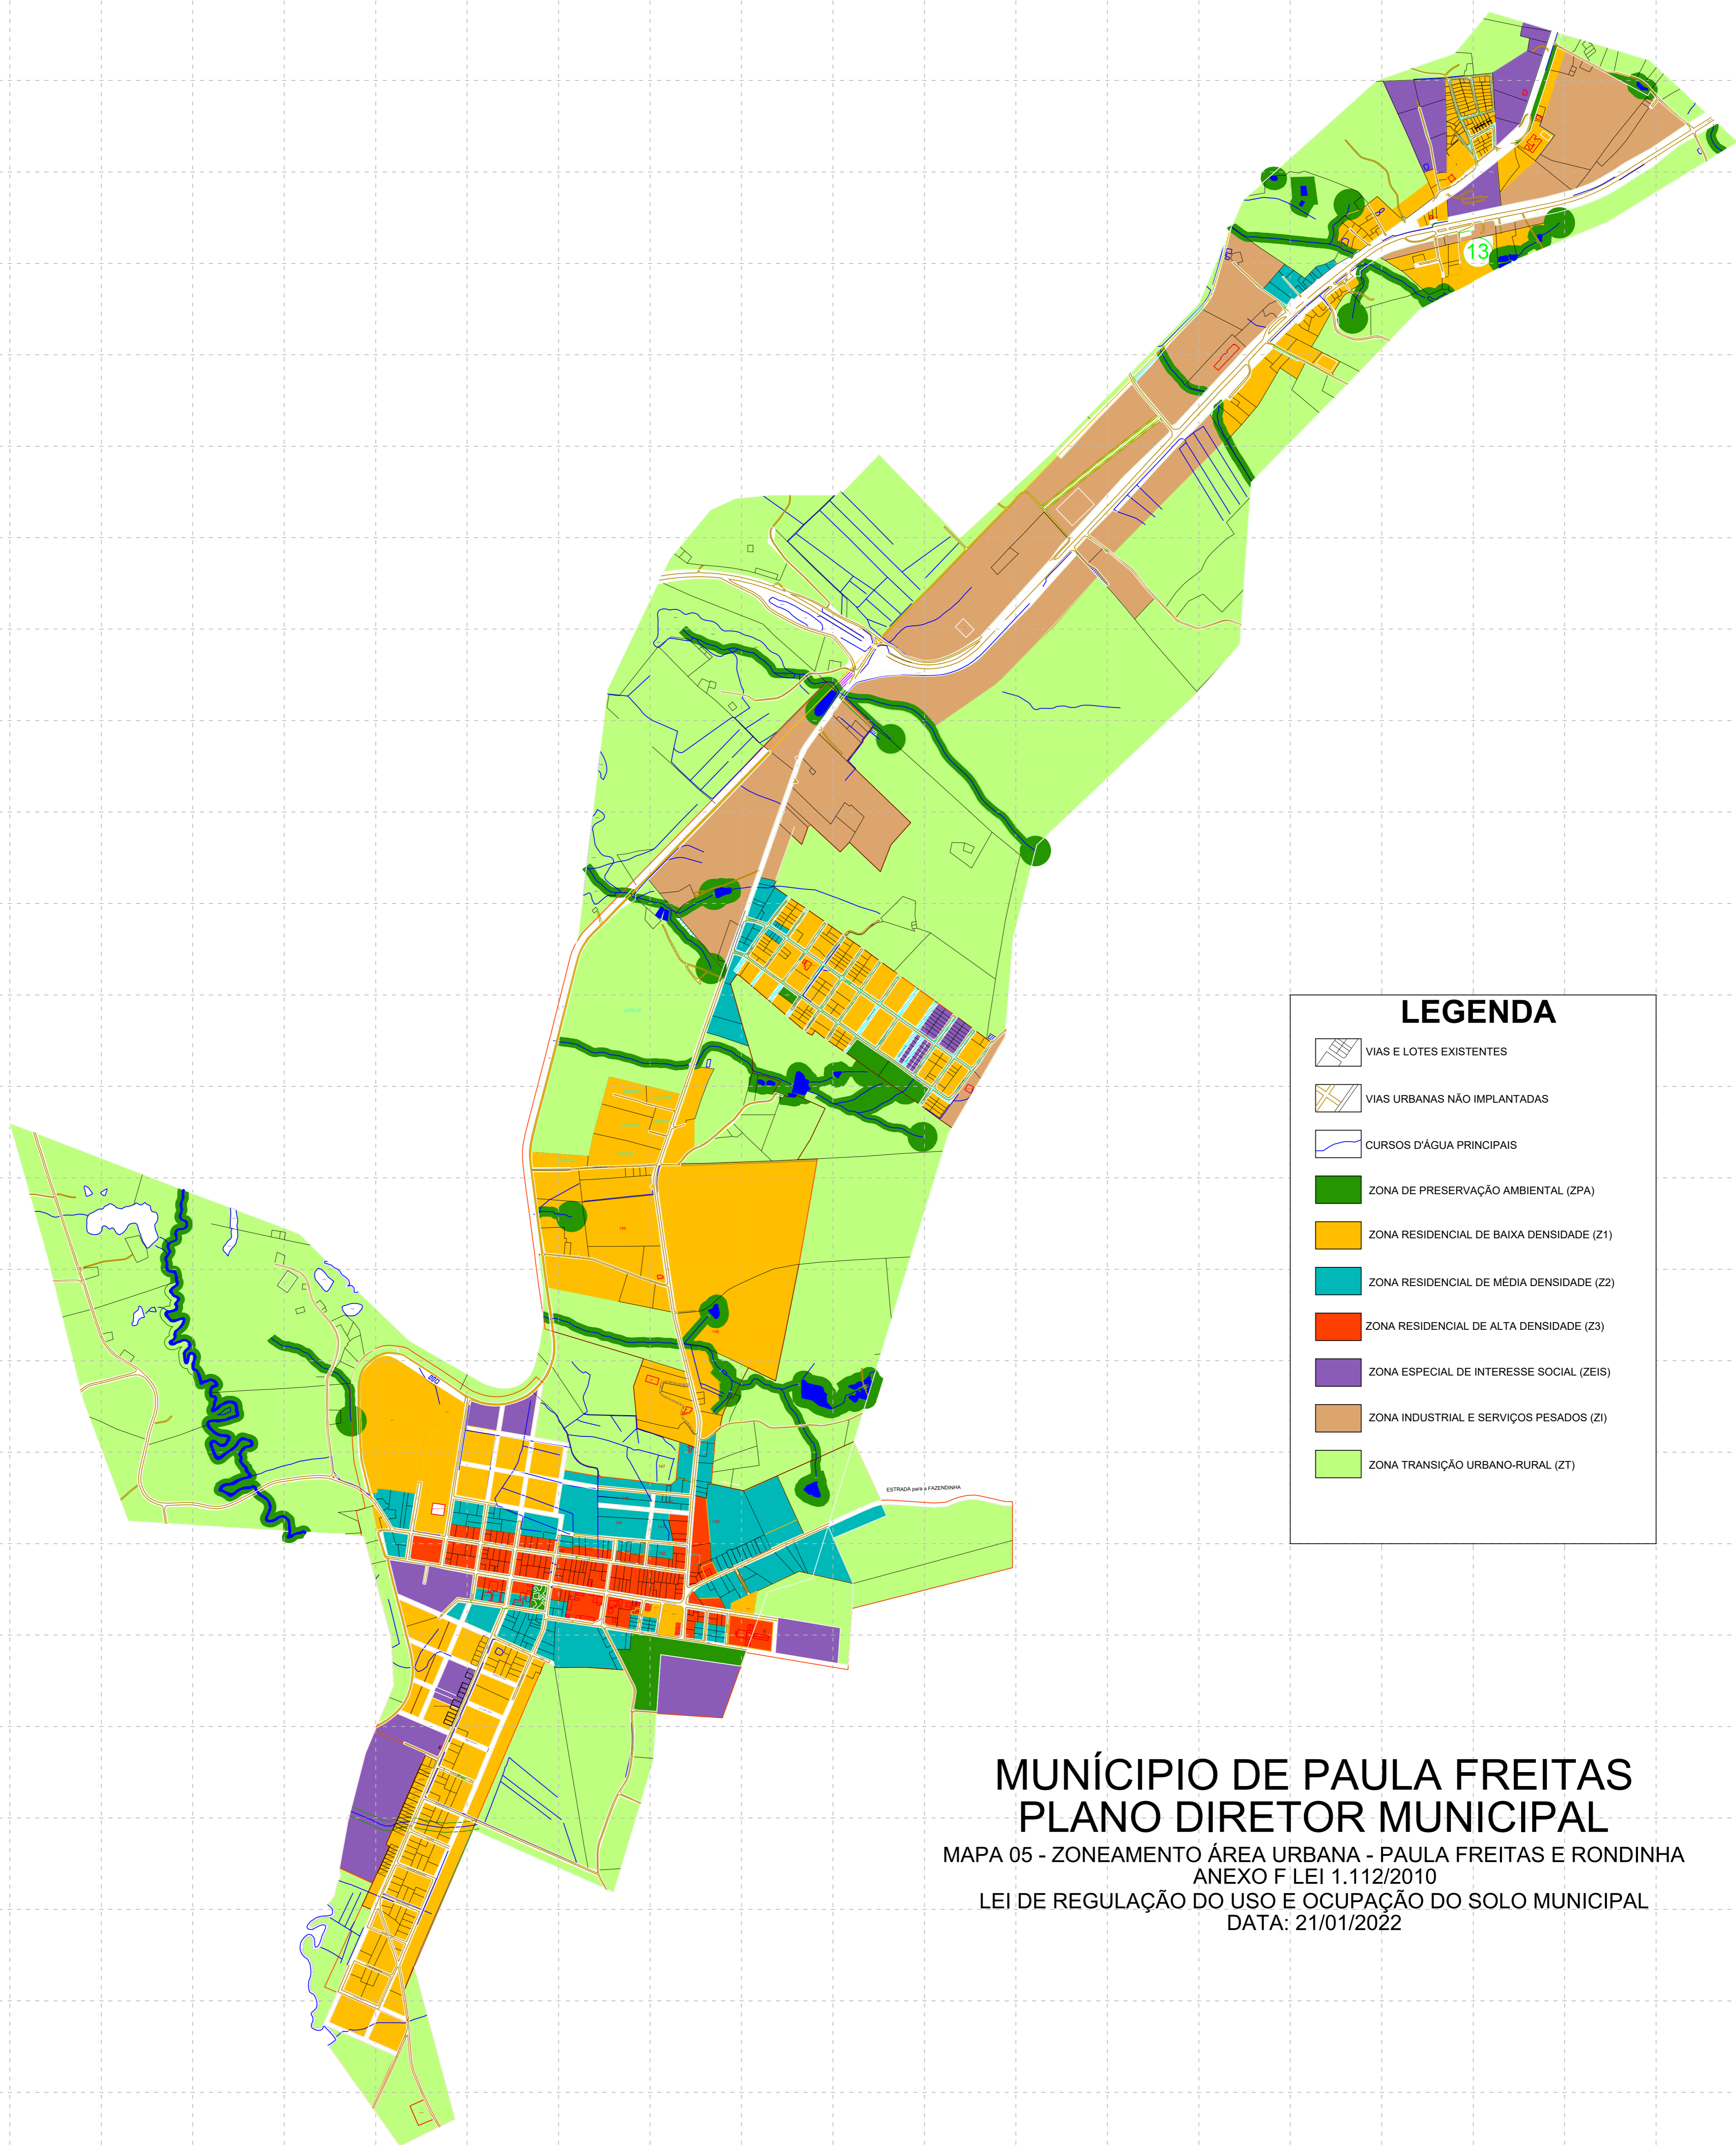 13
LEGENDA
VIAS E LOTES EXISTENTES
VIAS URBANAS NÃO IMPLANTADAS
CURSOS D'ÁGUA PRINCIPAIS
ZONA DE PRESERVAÇÃO AMBIENTAL (ZPA)
ZONA RESIDENCIAL DE BAIXA DENSIDADE (Z1)
ZONA RESIDENCIAL DE MÉDIA DENSIDADE (Z2)
ZONA RESIDENCIAL DE ALTA DENSIDADE (Z3)
ZONA ESPECIAL DE INTERESSE SOCIAL (ZEIS)
ZONA INDUSTRIAL E SERVIÇOS PESADOS (ZI)
ZONA TRANSIÇÃO URBANO-RURAL (ZT)
ESTRADA para a FAZENDINHA
MUNÍCIPIO DE PAULA FREITAS
PLANO DIRETOR MUNICIPAL
MAPA 05 - ZONEAMENTO ÁREA URBANA - PAULA FREITAS E RONDINHA
ANEXO F LEI 1.112/2010
LEI DE REGULAÇÃO DO USO E OCUPAÇÃO DO SOLO MUNICIPAL
DATA: 21/01/2022